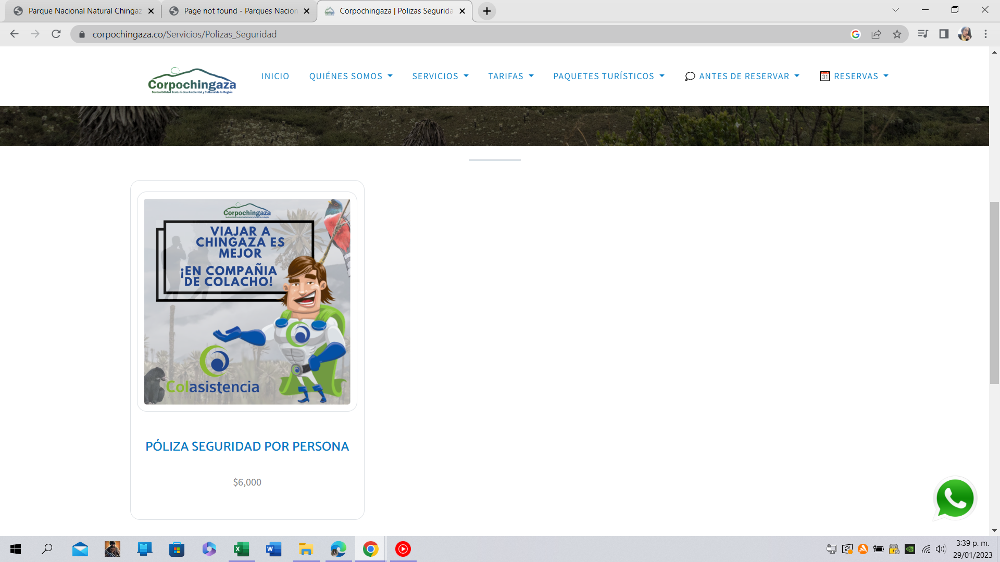 Parque Nacional Natural Chingaz
Page not found - Parques Nacion
Corpochingaza | Polizas Segurida
corpochingaza.co/Servicios/Polizas_Seguridad
Corpochingaza
Sostenibilidad Ecoturística Ambiental y Cultural de la Región
INICIO
QUIÉNES SOMOS
SERVICIOS
TARIFAS
PAQUETES TURÍSTICOS
ANTES DE RESERVAR
31
RESERVAS
Corpochingaza
VIAJAR A
CHINGAZA ES
MEJOR
¡EN COMPAÑIA
DE COLACHO!
Colasistencia
PÓLIZA SEGURIDAD POR PERSONA
$6,000
3:39 p. m.
29/01/2023